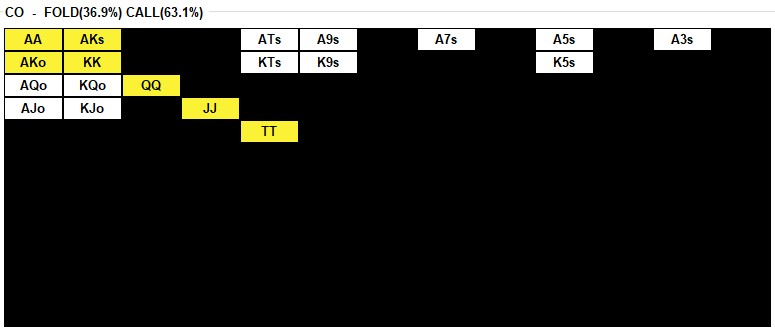 CO - FOLD(36.9%) CALL(63.1%)
AA AKs ATs A9s A7s A5s A3s
AKo KK KTs K9s K5s
AQo KQo QQ
AJo KJo JJ
TT